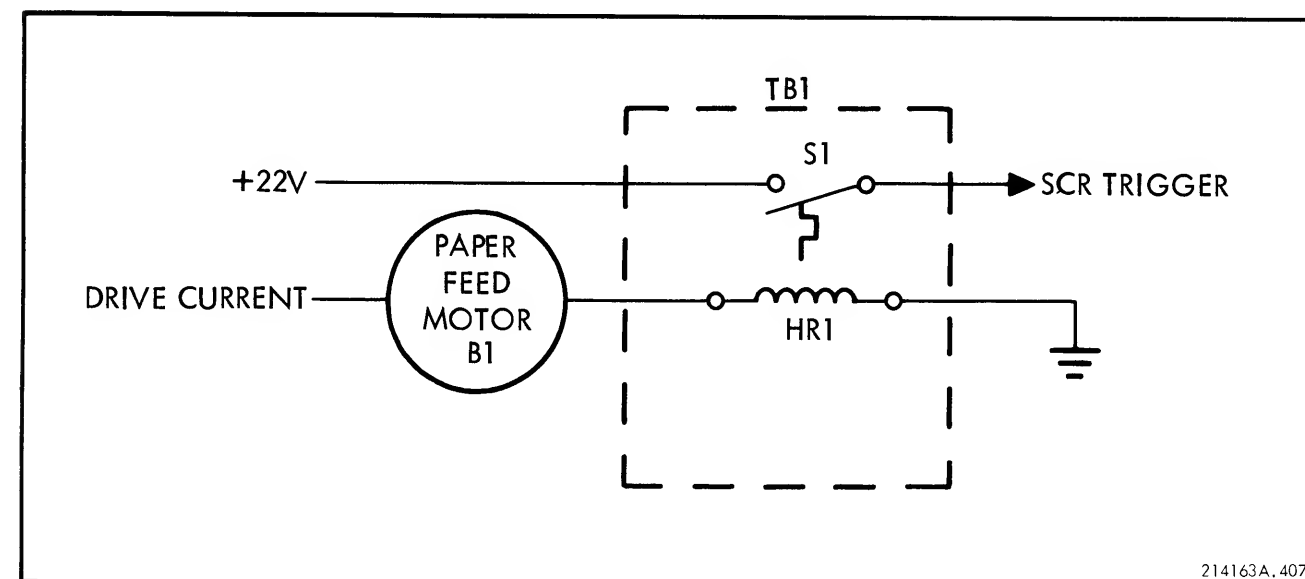 TB1
S1
+22V
SCR TRIGGER
PAPER
FEED
MOTOR
B1
DRIVE CURRENT
HR1
214163A.407